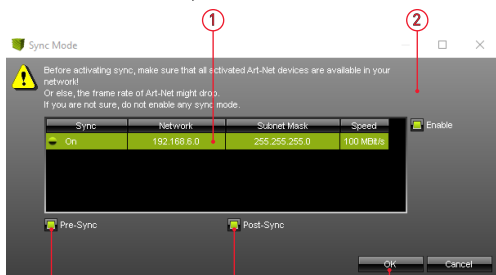 1 2
Sync Mode
Before activating sync, make sure that all activated Art-Net devices are available in your
network!
Or else, the frame rate of Art-Net might drop.
If you are not sure, do not enable any sync mode.
Sync Network Subnet Mask Speed
On 192.168.6.0 255.255.255.0 100 MBit/s
Enable
Pre-Sync Post-Sync
OK Cancel